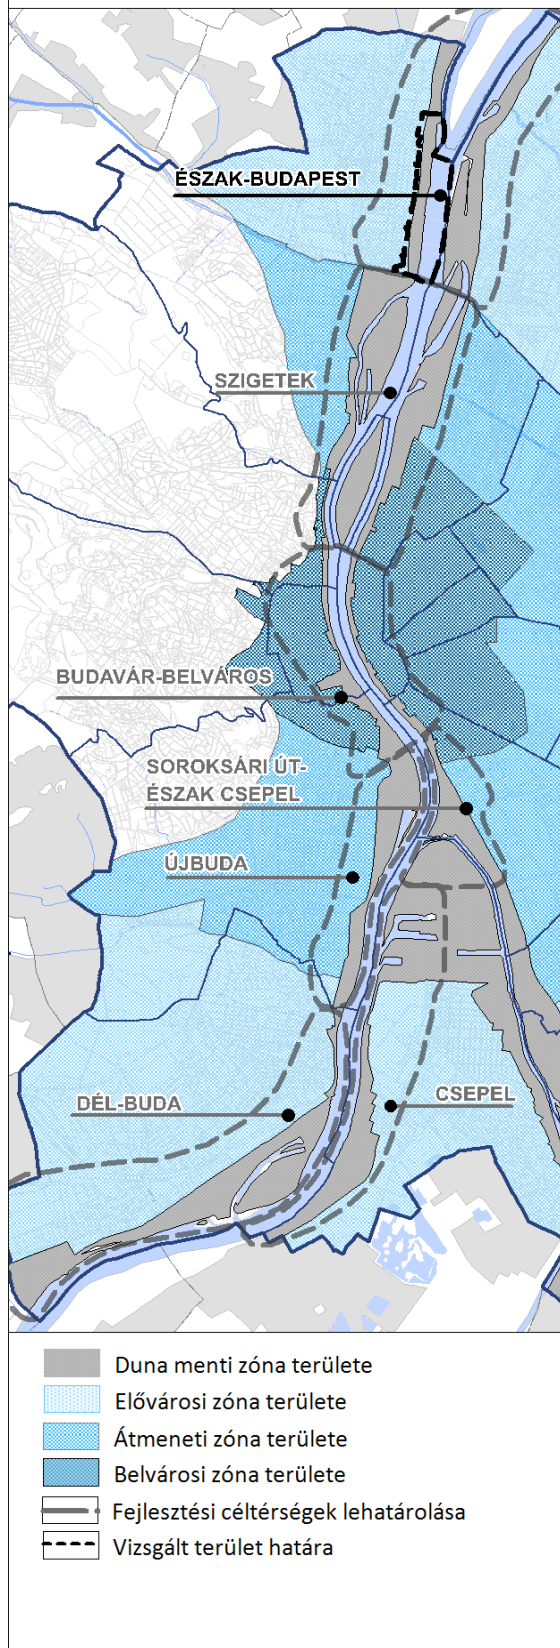 ÉSZAK-BUDAPEST
SZIGETEK
BUDAVÁR-BELVÁROS
SOROKSÁRI ÚT-
ÉSZAK CSEPEL
ÚJBUDA
DÉL-BUDA
CSEPEL
Duna menti zóna területe
Elővárosi zóna területe
Átmeneti zóna területe
Belvárosi zóna területe
Fejlesztési céltérségek lehatárolása
Vizsgált terület határa